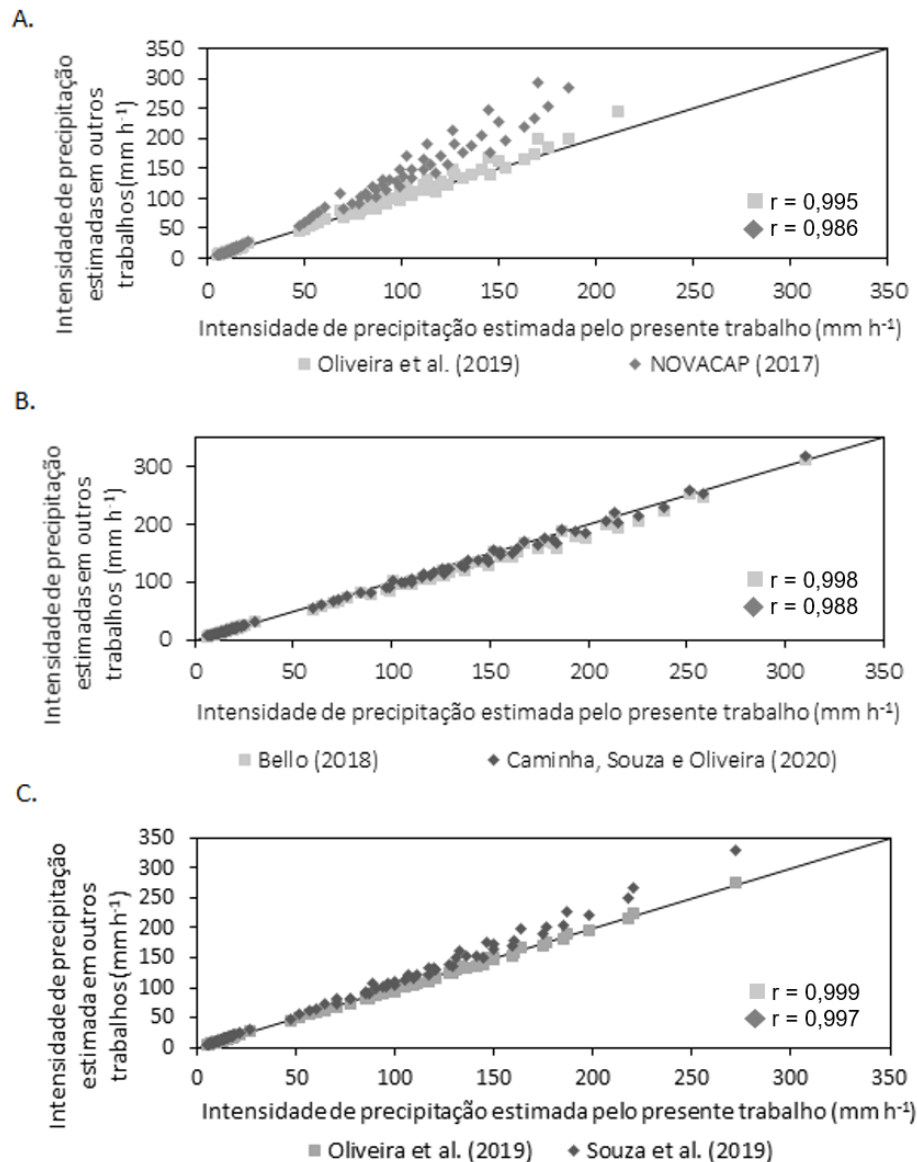 A.
Intensidade de precipitação
estimadas em outros
trabalhos (mm h⁻¹)
350
300
250
200
150
100
50
0
r = 0,995
r = 0,986
0 50 100 150 200 250 300 350
Intensidade de precipitação estimada pelo presente trabalho (mm h⁻¹)
Oliveira et al. (2019) NOVACAP (2017)
B.
Intensidade de precipitação
estimadas em outros
trabalhos (mm h⁻¹)
300
200
100
0
r = 0,998
r = 0,988
0 50 100 150 200 250 300 350
Intensidade de precipitação estimada pelo presente trabalho (mm h⁻¹)
Bello (2018) Caminha, Souza e Oliveira (2020)
C.
Intensidade de precipitação
estimada em outros
trabalhos (mm h⁻¹)
350
300
250
200
150
100
50
0
r = 0,999
r = 0,997
0 50 100 150 200 250 300 350
Intensidade de precipitação estimada pelo presente trabalho (mm h⁻¹)
Oliveira et al. (2019) Souza et al. (2019)